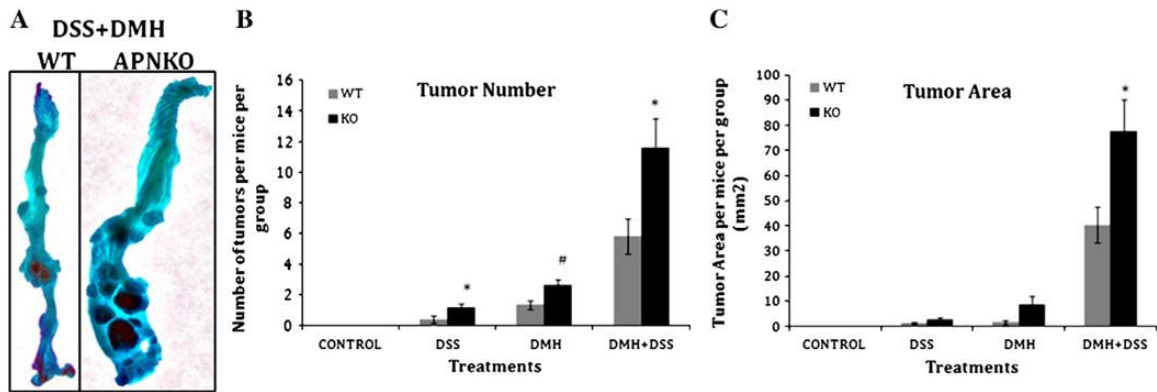 A
DSS+DMH
WT APNKO
B
Number of tumors per mice per
group
Tumor Number
WT
KO
16
14
12
10
8
6
4
2
0
*
#
*
CONTROL DSS DMH DMH+DSS
Treatments
C
Tumor Area per mice per group
(mm2)
Tumor Area
WT
KO
100
90
80
70
60
50
40
30
20
10
0
*
CONTROL DSS DMH DMH+DSS
Treatments